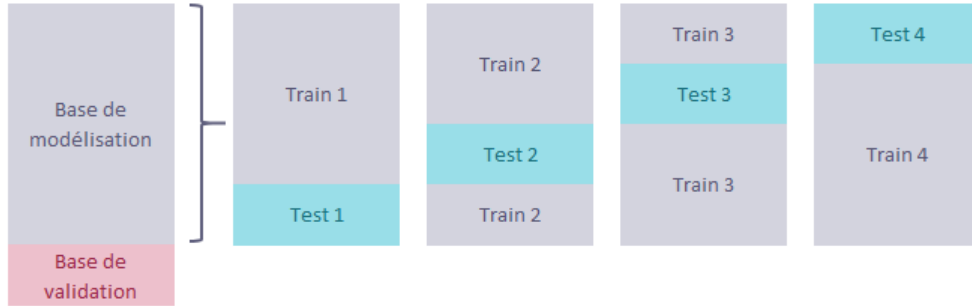 Base de
modélisation
Base de
validation
Train 1
Test 1
Train 2
Test 2
Train 2
Train 3
Test 3
Train 3
Test 4
Train 4